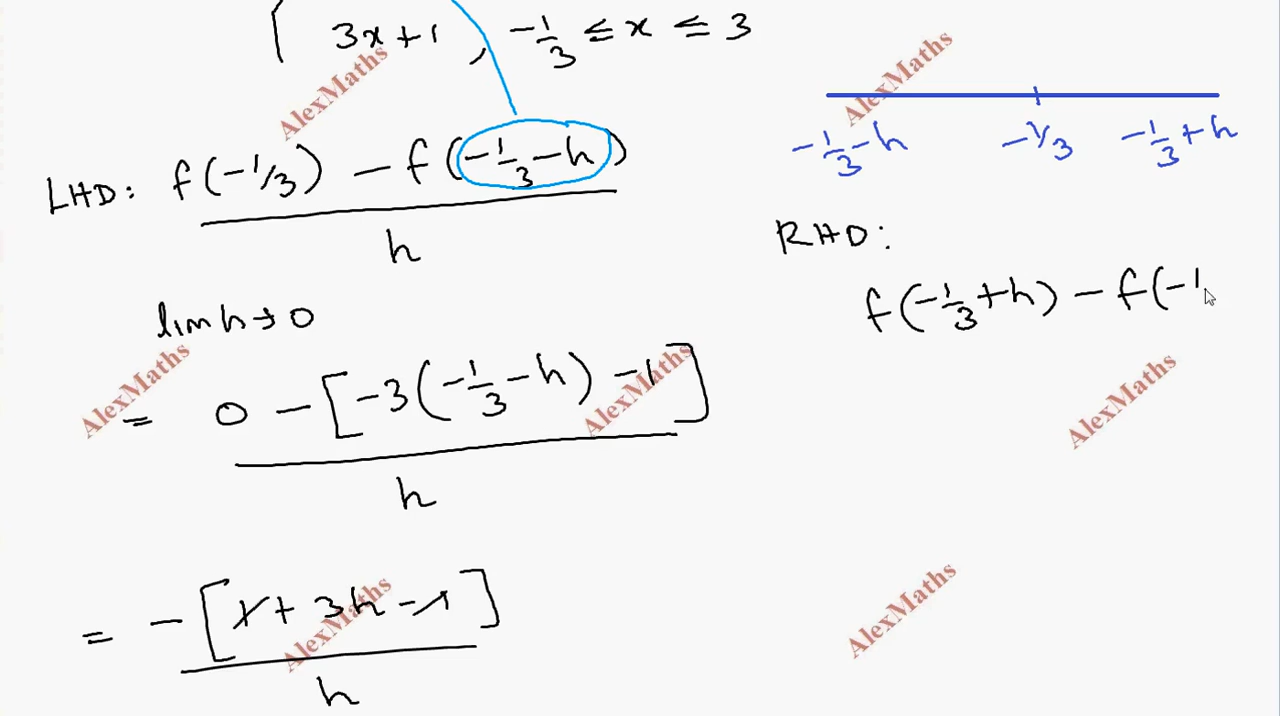 3x+1 , -1/3 ≤ x ≤ 3
LHD: f(-1/3) - f(-1/3-h)
h
lim h→0
= 0 - [-3(-1/3-h) -1]
h
= -[1+3h-1]
h
-1/3-h -1/3 -1/3+h
RHD:
f(-1/3+h) - f(-1
AlexMaths
AlexMaths
AlexMaths
AlexMaths
AlexMaths
AlexMaths
AlexMaths